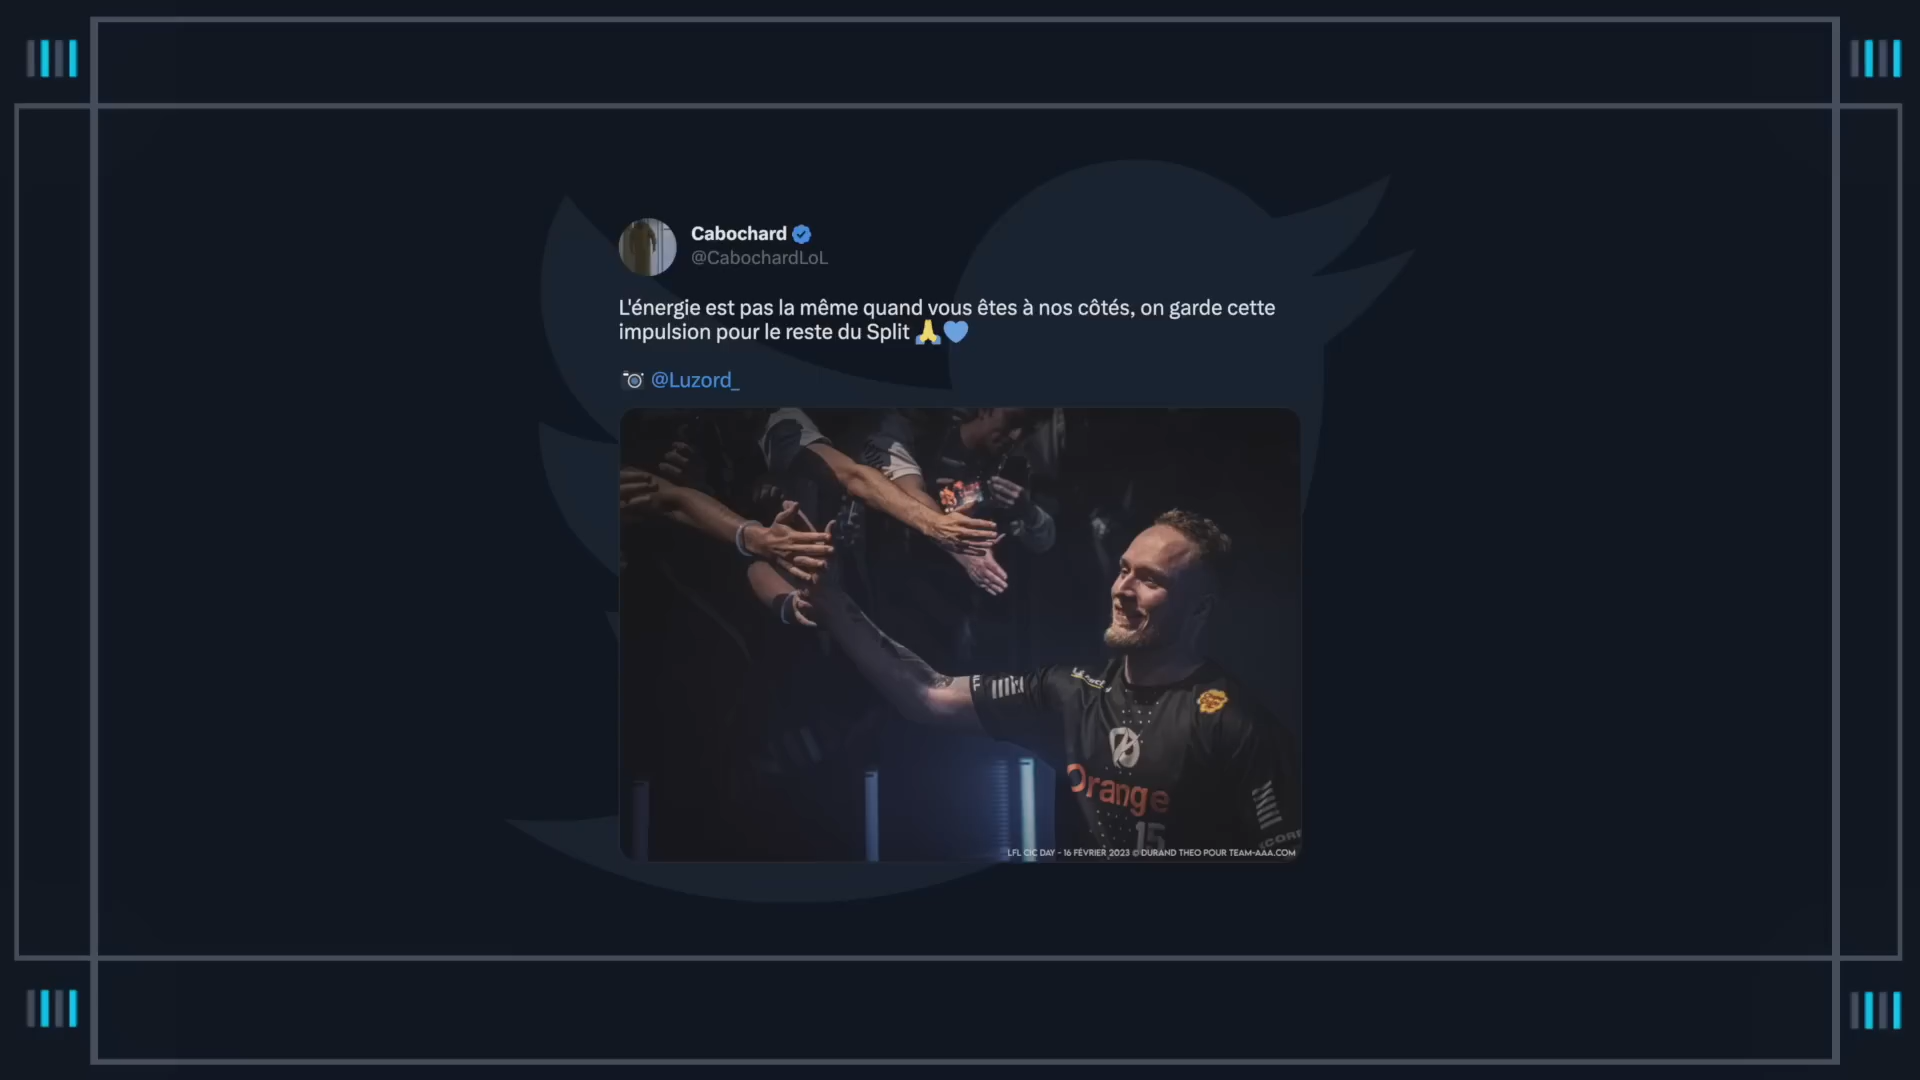 Cabochard
@CabochardLoL
L'énergie est pas la même quand vous êtes à nos côtés, on garde cette
impulsion pour le reste du Split 🙏💙
📷 @Luzord_
Orange
15
LFL CIC DAY - 16 FÉVRIER 2023 © DURAND THEO POUR TEAM-AAA.COM